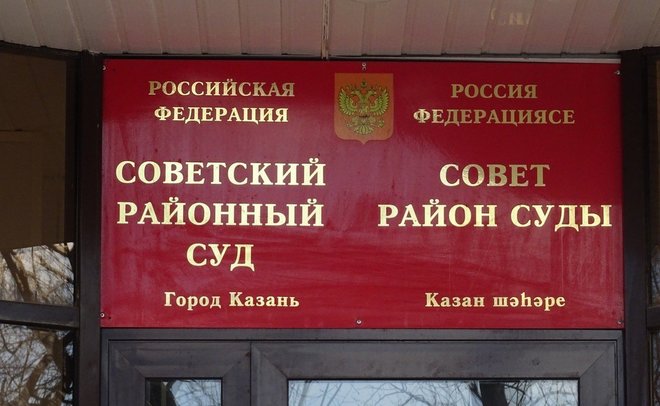 РОССИЙСКАЯ
ФЕДЕРАЦИЯ
СОВЕТСКИЙ
РАЙОННЫЙ
СУД
Город Казань
РОССИЯ
ФЕДЕРАЦИЯСЕ
СОВЕТ
РАЙОН СУДЫ
Казан шәһәре